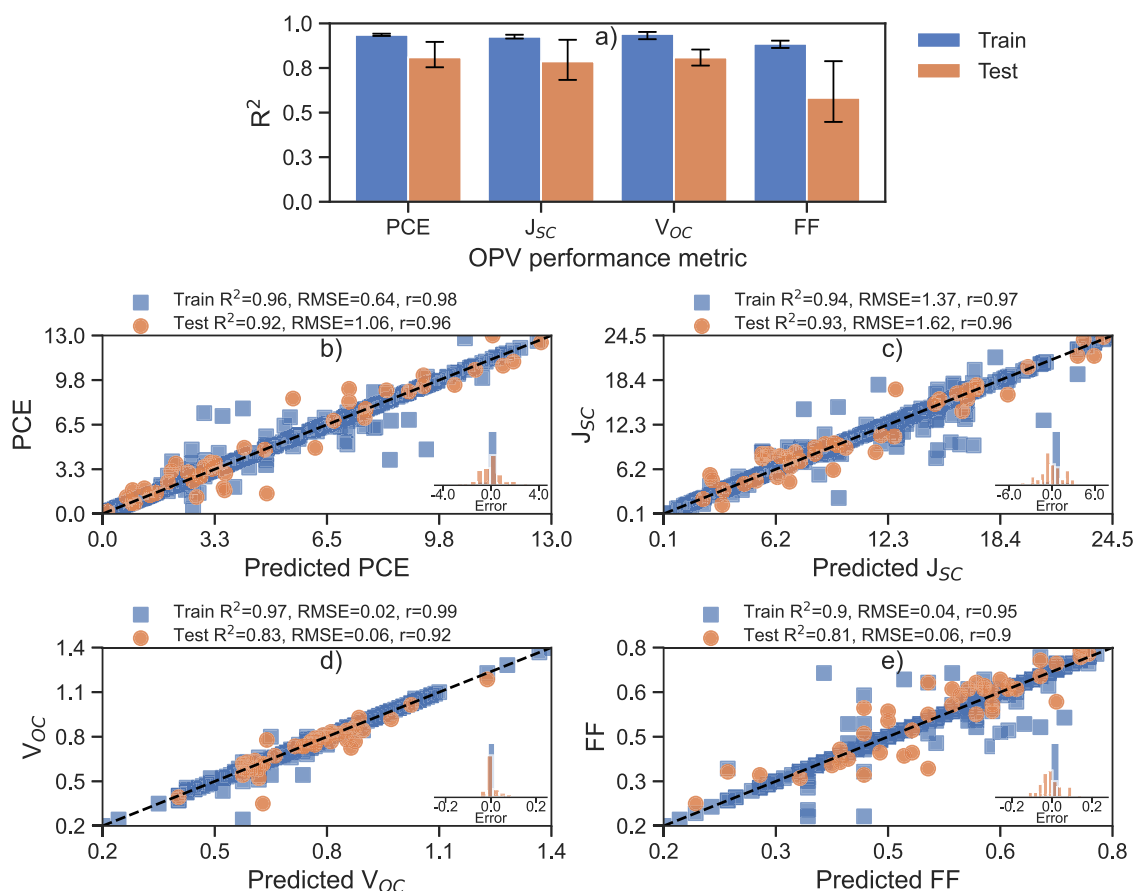 1.0
0.8
0.5
0.3
0.0
R²
a)
Train
Test
PCE
J_SC
V_OC
FF
OPV performance metric
Train R²=0.96, RMSE=0.64, r=0.98
Test R²=0.92, RMSE=1.06, r=0.96
13.0
9.8
6.5
3.3
0.0
PCE
b)
-4.0
0.0
4.0
Error
0.0
3.3
6.5
9.8
13.0
Predicted PCE
Train R²=0.94, RMSE=1.37, r=0.97
Test R²=0.93, RMSE=1.62, r=0.96
24.5
18.4
12.3
6.2
0.1
J_SC
c)
-6.0
0.0
6.0
Error
0.1
6.2
12.3
18.4
24.5
Predicted J_SC
Train R²=0.97, RMSE=0.02, r=0.99
Test R²=0.83, RMSE=0.06, r=0.92
1.4
1.1
0.8
0.5
0.2
V_OC
d)
-0.2
0.0
0.2
Error
0.2
0.5
0.8
1.1
1.4
Predicted V_OC
Train R²=0.9, RMSE=0.04, r=0.95
Test R²=0.81, RMSE=0.06, r=0.9
0.8
0.6
0.5
0.3
0.2
FF
e)
-0.2
0.0
0.2
Error
0.2
0.3
0.5
0.6
0.8
Predicted FF